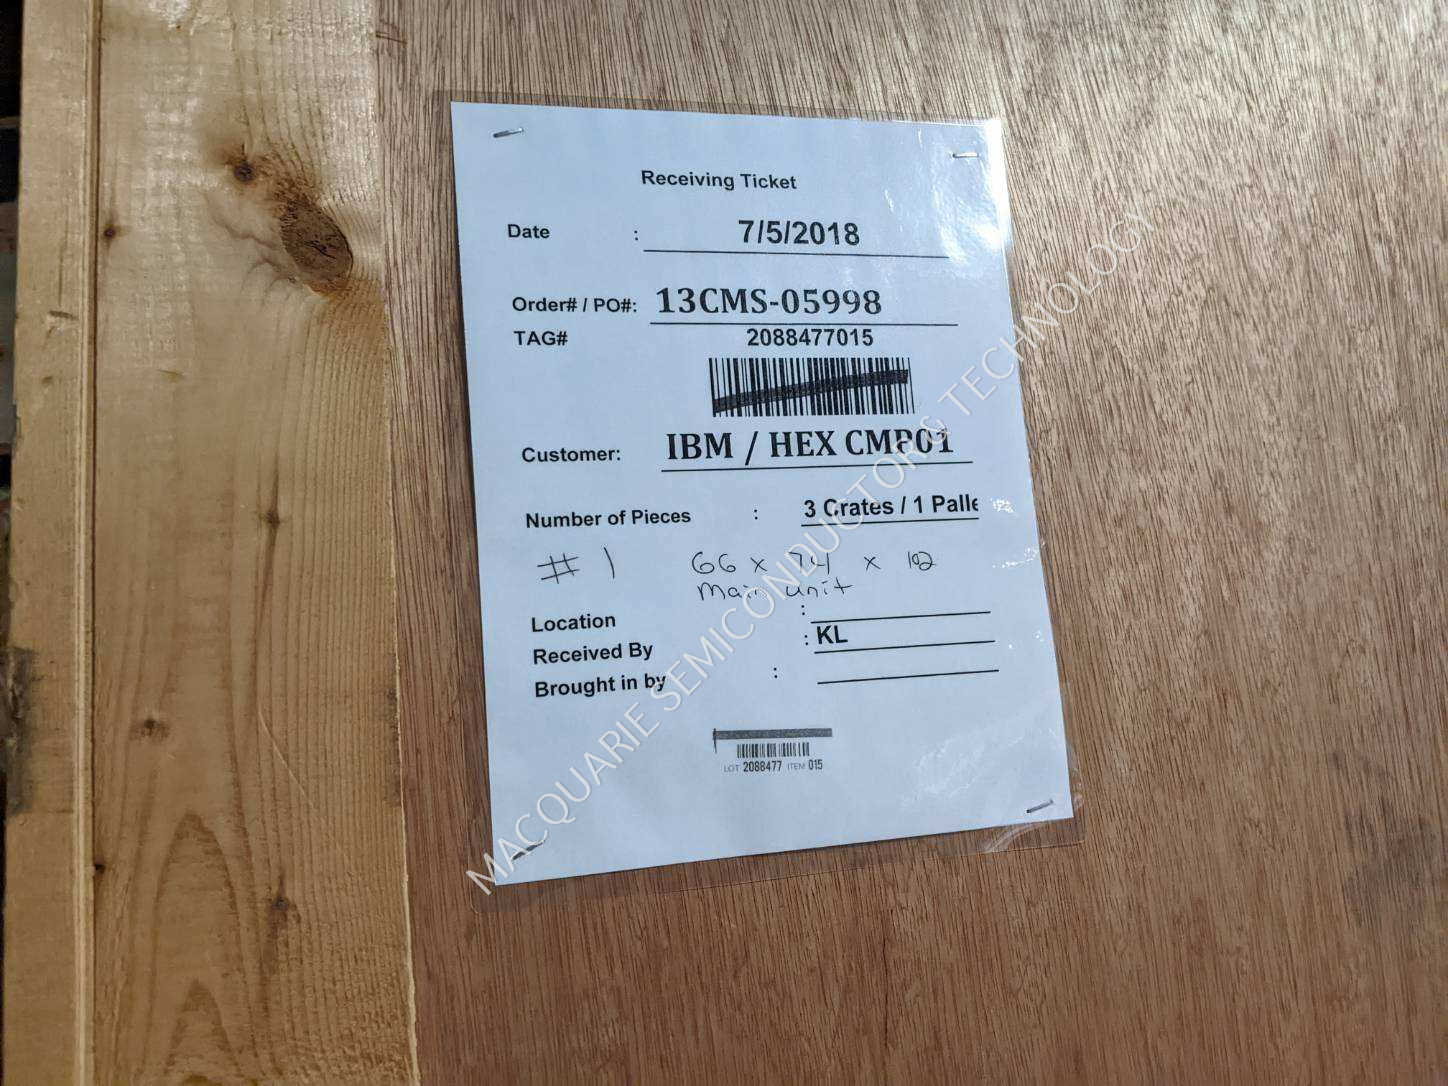 Receiving Ticket
Date : 7/5/2018
Order# / PO#: 13CMS-05998
TAG# 2088477015
Customer: IBM / HEX CMP01
Number of Pieces : 3 Crates / 1 Palle
# 1 66 x 74 x 102
Main unit
Location :
Received By : KL
Brought in by :
LOT 2088477 ITEM 015
MACQUARIE SEMICONDUCTOR & TECHNOLOGY